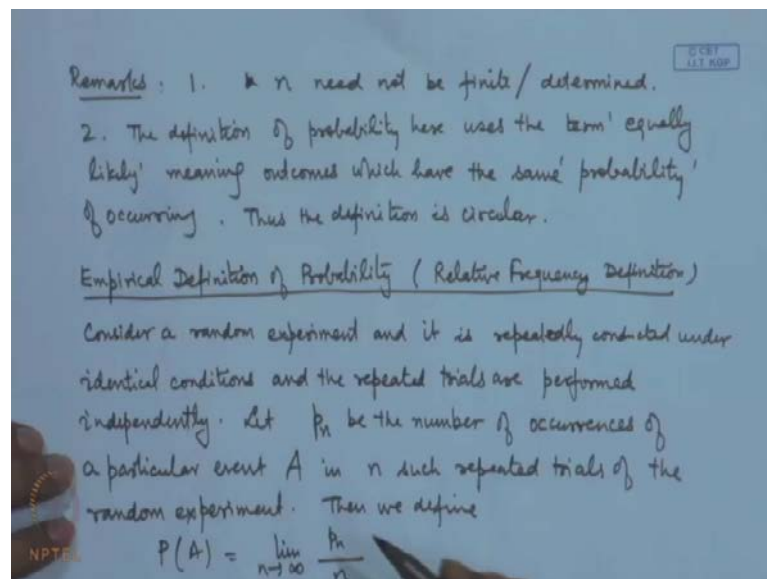 C CET
I.I.T. KGP
Remarks : 1. n need not be finite / determined.
2. The definition of probability here uses the term 'equally
likely' meaning outcomes which have the same 'probability'
of occurring . Thus the definition is circular.
Empirical Definition of Probability ( Relative Frequency Definition )
Consider a random experiment and it is repeatedly conducted under
identical conditions and the repeated trials are performed
independently. Let pₙ be the number of occurrences of
a particular event A in n such repeated trials of the
random experiment. Then we define
P(A) = lim n→∞ pₙ/n
NPTEL